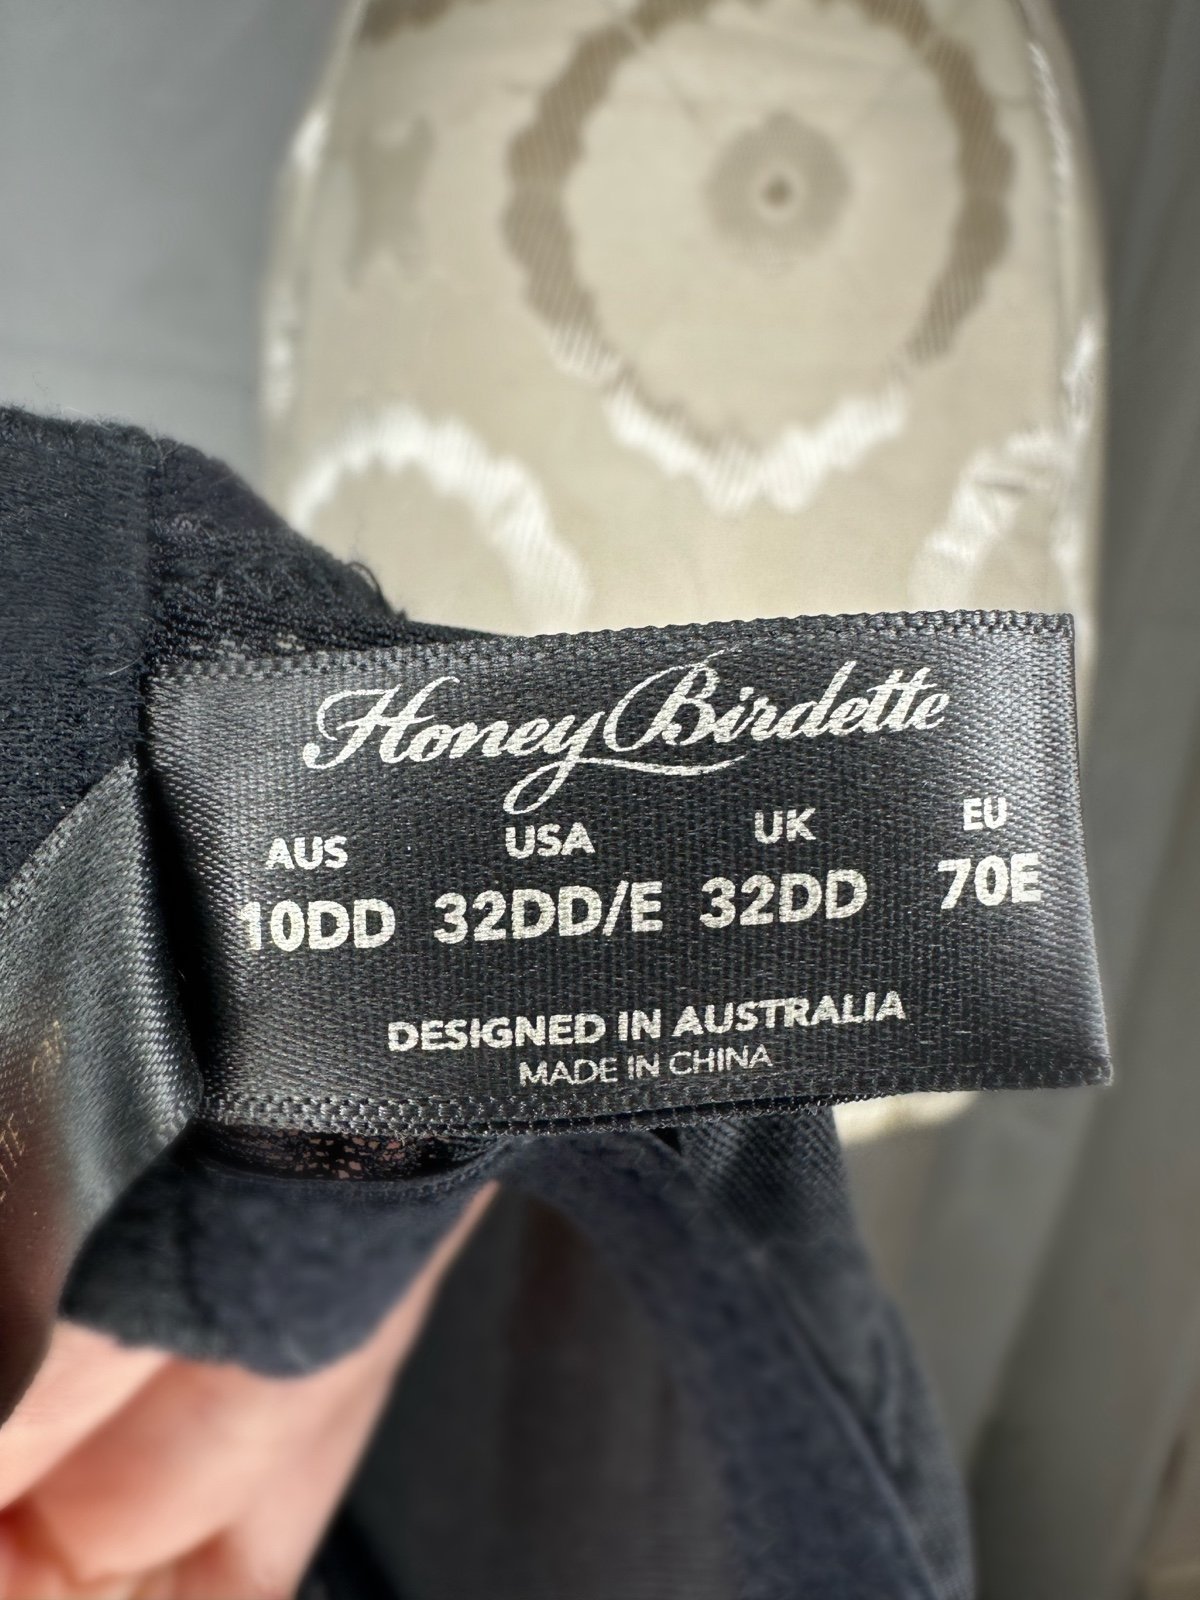 Honey Birdette
AUS USA UK EU
10DD 32DD/E 32DD 70E
DESIGNED IN AUSTRALIA
MADE IN CHINA